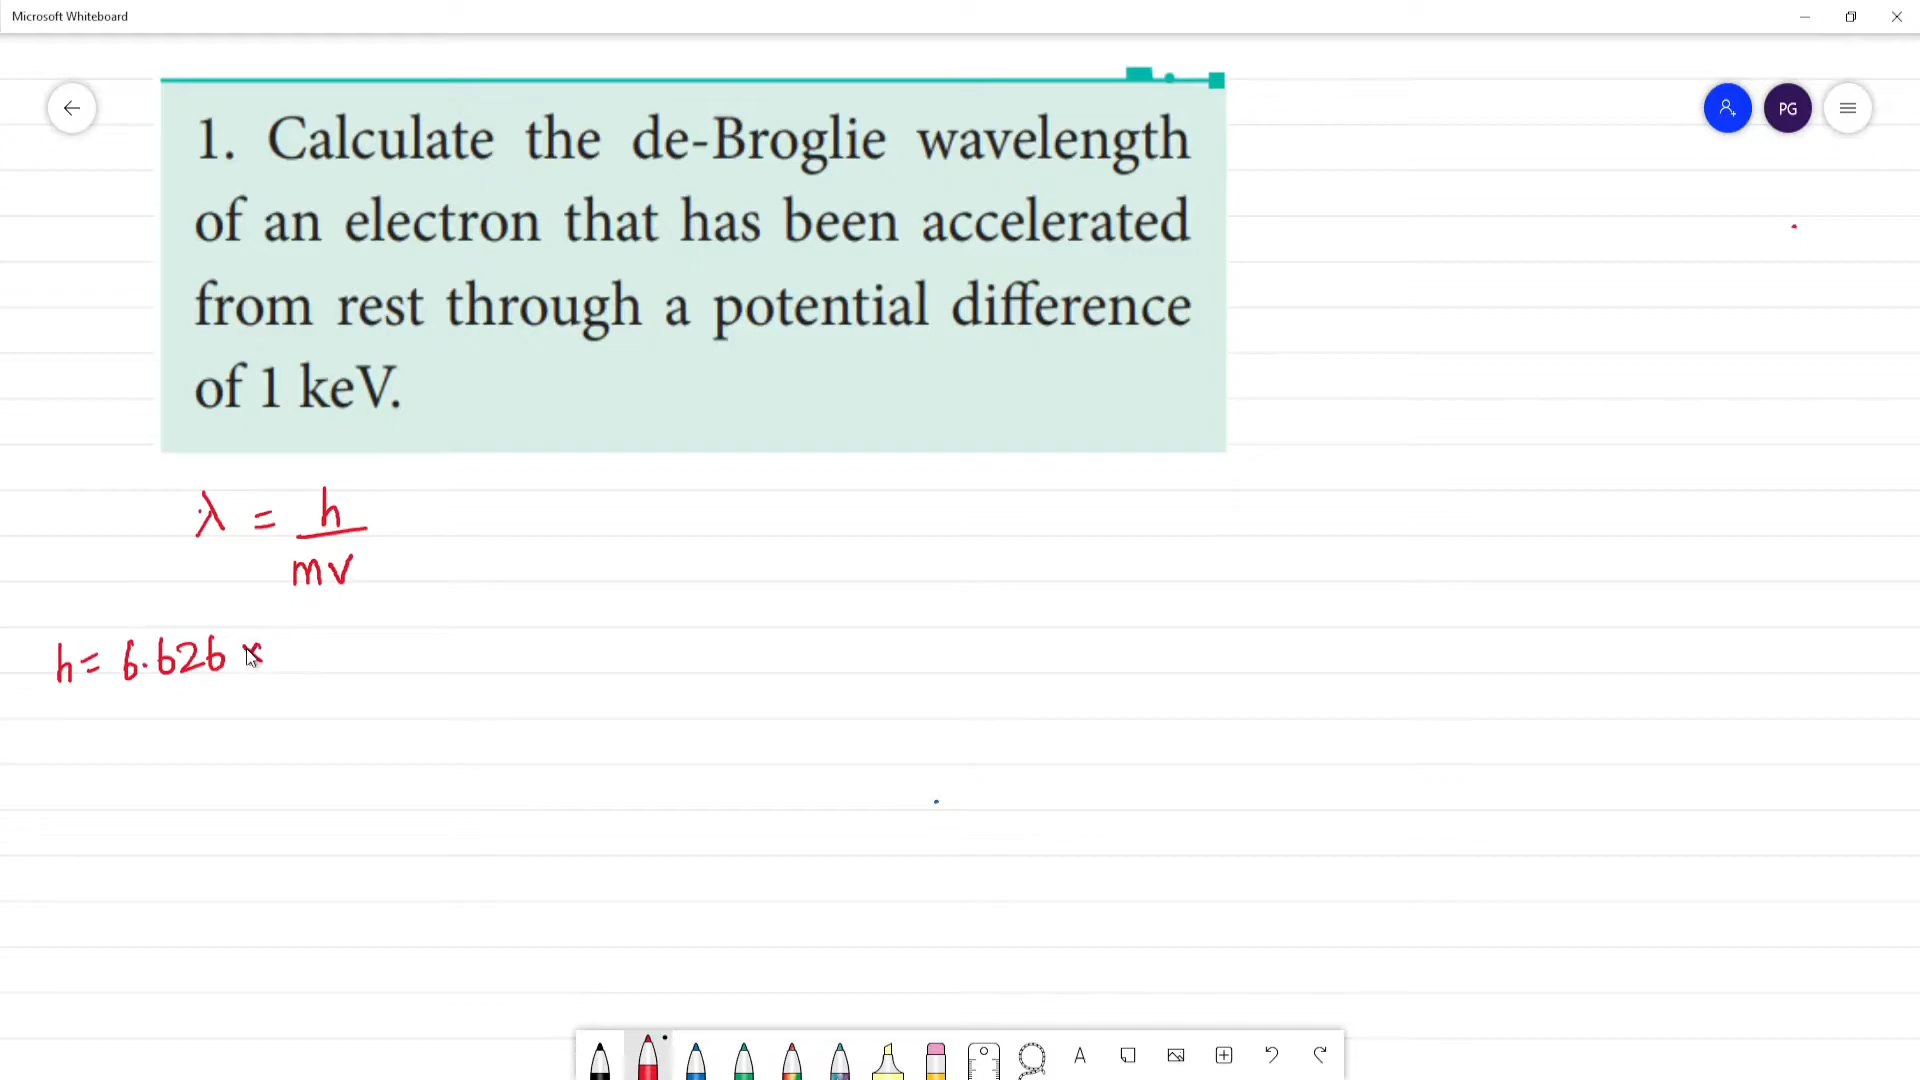 Microsoft Whiteboard
PG
1. Calculate the de-Broglie wavelength
of an electron that has been accelerated
from rest through a potential difference
of 1 keV.
λ = h
mv
h = 6.626 ×
A